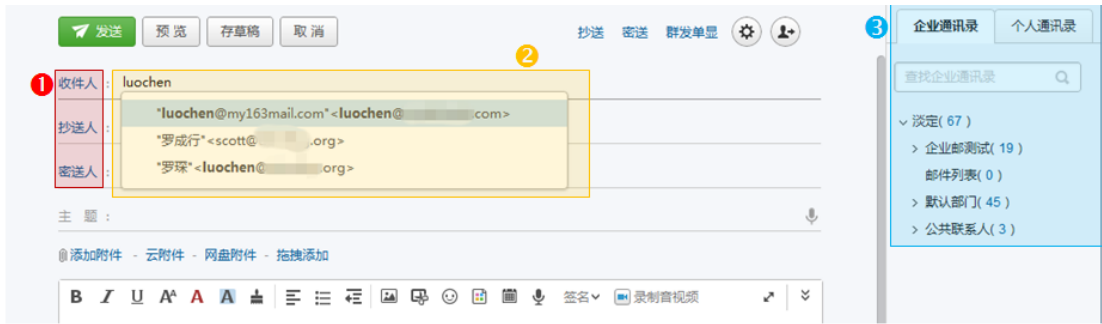 发送 预 览 存草稿 取 消 抄送 密送 群发单显
3 企业通讯录 个人通讯录
2
1 收件人 : luochen
查找企业通讯录
"luochen@my163mail.com"<luochen@ com>
抄送人 :
淡定( 67 )
"罗成行"<scott@ .org>
企业邮测试( 19 )
"罗琛"<luochen@ org>
密送人 :
邮件列表( 0 )
默认部门( 45 )
主 题 :
公共联系人( 3 )
添加附件 - 云附件 - 网盘附件 - 拖拽添加
B I U AA A A 签名 录制音视频